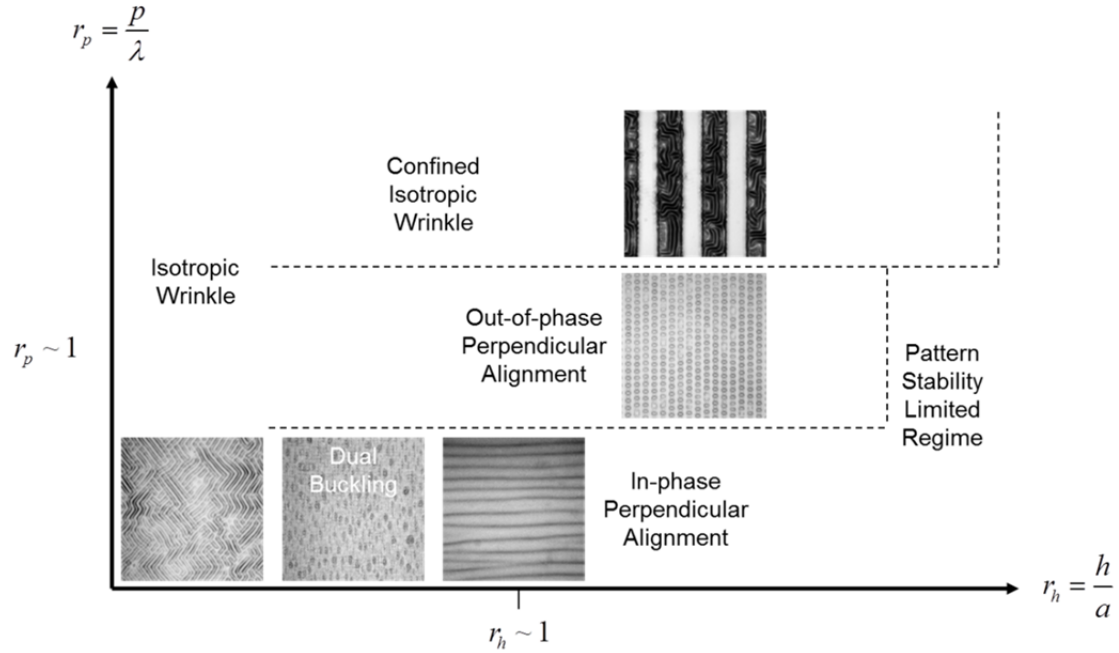 r_p = p/λ
Confined
Isotropic
Wrinkle
Isotropic
Wrinkle
Out-of-phase
Perpendicular
Alignment
r_p ~ 1
Pattern
Stability
Limited
Regime
Dual
Buckling
In-phase
Perpendicular
Alignment
r_h = h/a
r_h ~ 1